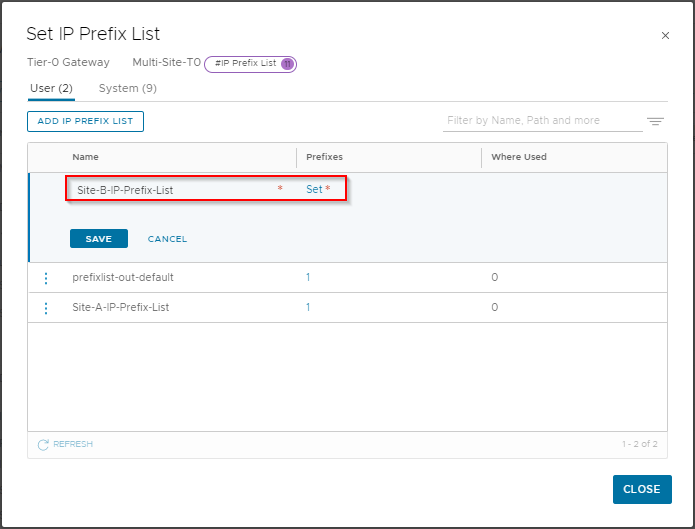 Set IP Prefix List
×
Tier-0 Gateway Multi-Site-T0 #IP Prefix List 11
User (2) System (9)
ADD IP PREFIX LIST Filter by Name, Path and more
Name Prefixes Where Used
Site-B-IP-Prefix-List * Set *
SAVE CANCEL
prefixlist-out-default 1 0
Site-A-IP-Prefix-List 1 0
REFRESH 1 - 2 of 2
CLOSE